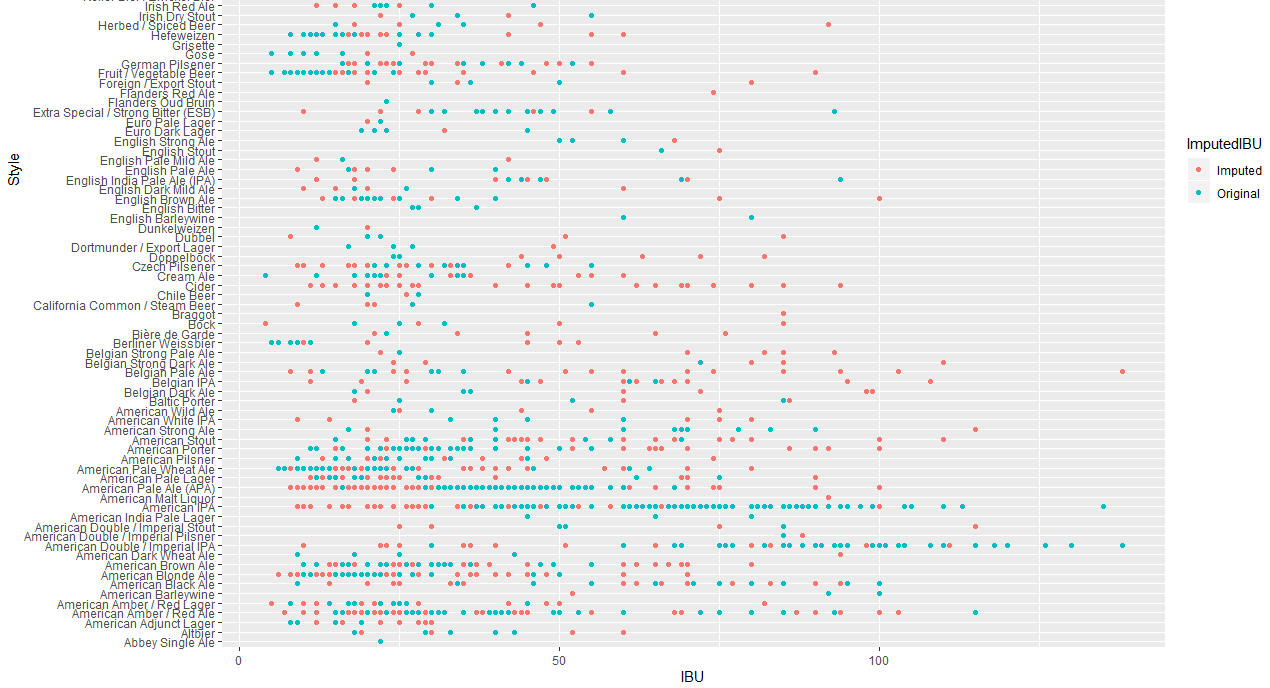 Irish Red Ale
Irish Dry Stout
Herbed / Spiced Beer
Hefeweizen
Grisette
Gose
German Pilsener
Fruit / Vegetable Beer
Foreign / Export Stout
Flanders Red Ale
Flanders Oud Bruin
Extra Special / Strong Bitter (ESB)
Euro Pale Lager
Euro Dark Lager
English Strong Ale
English Stout
English Pale Mild Ale
English Pale Ale
English India Pale Ale (IPA)
English Dark Mild Ale
English Brown Ale
English Bitter
English Barleywine
Dunkelweizen
Dubbel
Dortmunder / Export Lager
Doppelbock
Czech Pilsener
Cream Ale
Cider
Chile Beer
California Common / Steam Beer
Braggot
Bock
Bière de Garde
Berliner Weissbier
Belgian Strong Pale Ale
Belgian Strong Dark Ale
Belgian Pale Ale
Belgian IPA
Belgian Dark Ale
Baltic Porter
American Wild Ale
American White IPA
American Strong Ale
American Stout
American Porter
American Pilsner
American Pale Wheat Ale
American Pale Lager
American Pale Ale (APA)
American Malt Liquor
American IPA
American India Pale Lager
American Double / Imperial Stout
American Double / Imperial Pilsner
American Double / Imperial IPA
American Dark Wheat Ale
American Brown Ale
American Blonde Ale
American Black Ale
American Barleywine
American Amber / Red Lager
American Amber / Red Ale
American Adjunct Lager
Altbier
Abbey Single Ale
Style
0 50 100
IBU
ImputedIBU
Imputed
Original